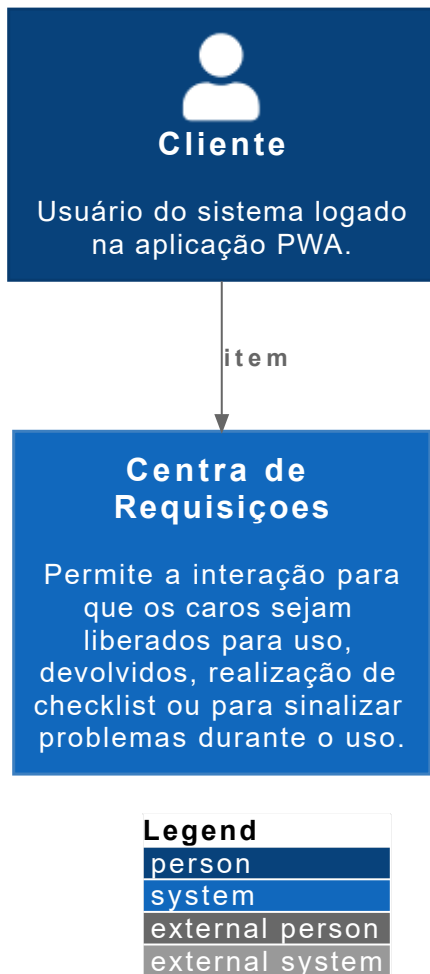 Cliente
Usuário do sistema logado
na aplicação PWA.
item
Centra de
Requisiçoes
Permite a interação para
que os caros sejam
liberados para uso,
devolvidos, realização de
checklist ou para sinalizar
problemas durante o uso.
Legend
person
system
external person
external system